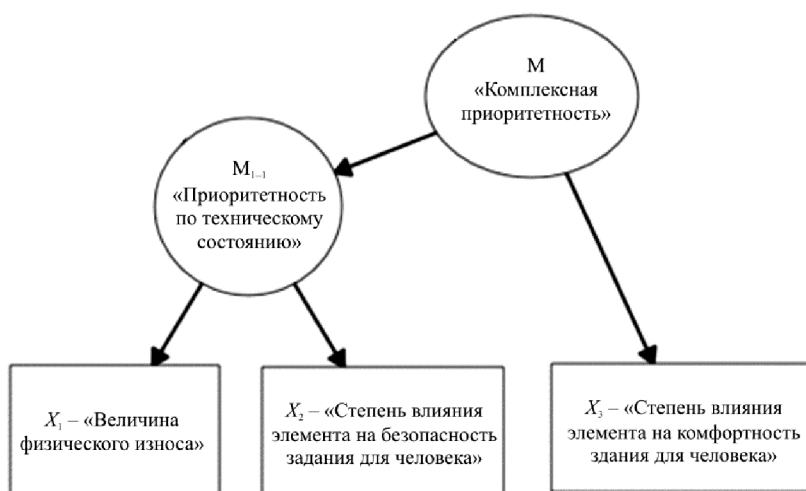 М
«Комплексная
приоритетность»
М₁₋₁
«Приоритетность
по техническому
состоянию»
X₁ – «Величина
физического износа»
X₂ – «Степень влияния
элемента на безопасность
задания для человека»
X₃ – «Степень влияния
элемента на комфортность
здания для человека»